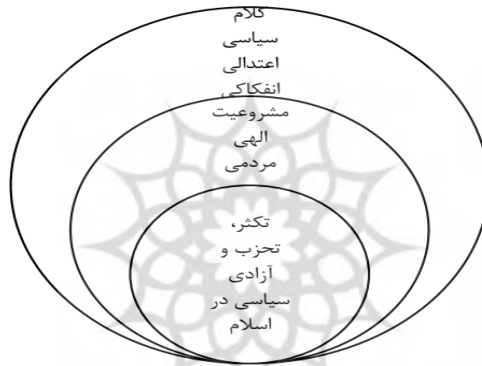 کلام
سیاسی
اعتدالی
انفکاکی
مشروعیت
الهی
مردمی
تکثر،
تحزب و
آزادی
سیاسی در
اسلام